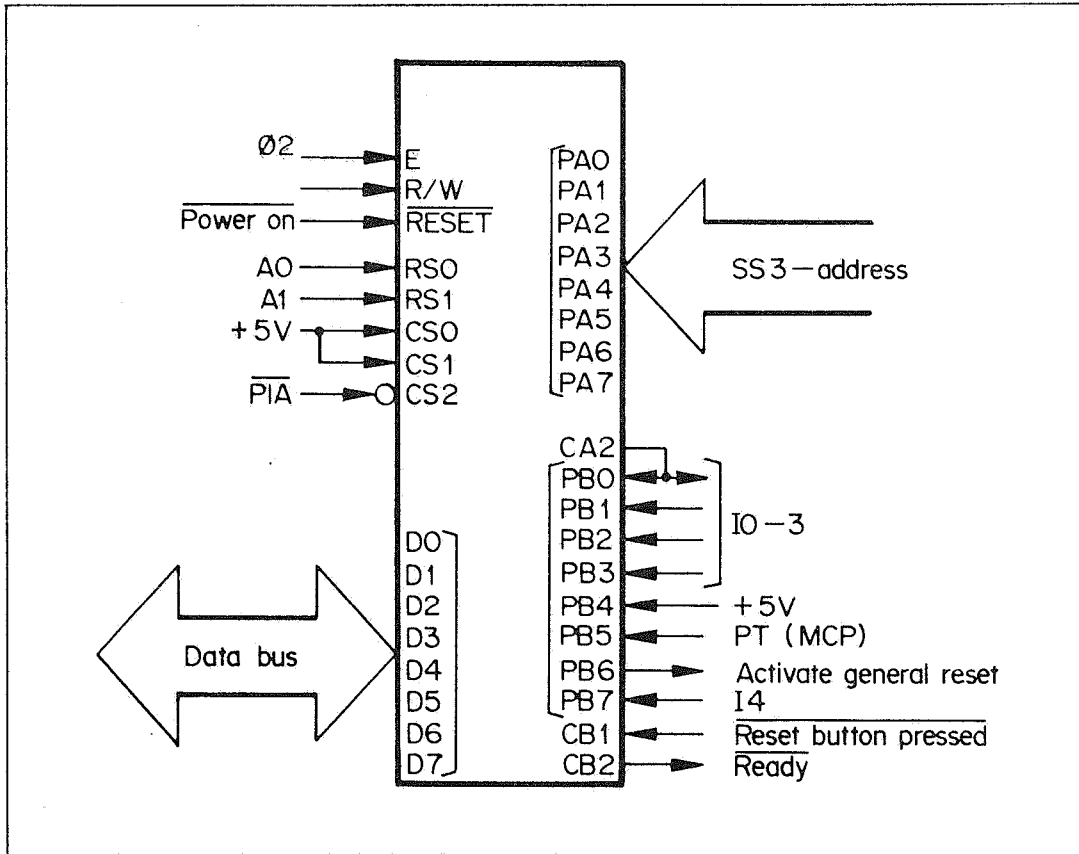 Ø2
E
R/W
Power on
RESET
A0
RS0
A1
RS1
+5V
CS0
CS1
PIA
CS2
D0
D1
D2
D3
D4
D5
D6
D7
Data bus
PA0
PA1
PA2
PA3
PA4
PA5
PA6
PA7
SS3-address
CA2
PB0
PB1
PB2
PB3
I0-3
PB4
+5V
PB5
PT (MCP)
PB6
Activate general reset
PB7
I4
CB1
Reset button pressed
CB2
Ready